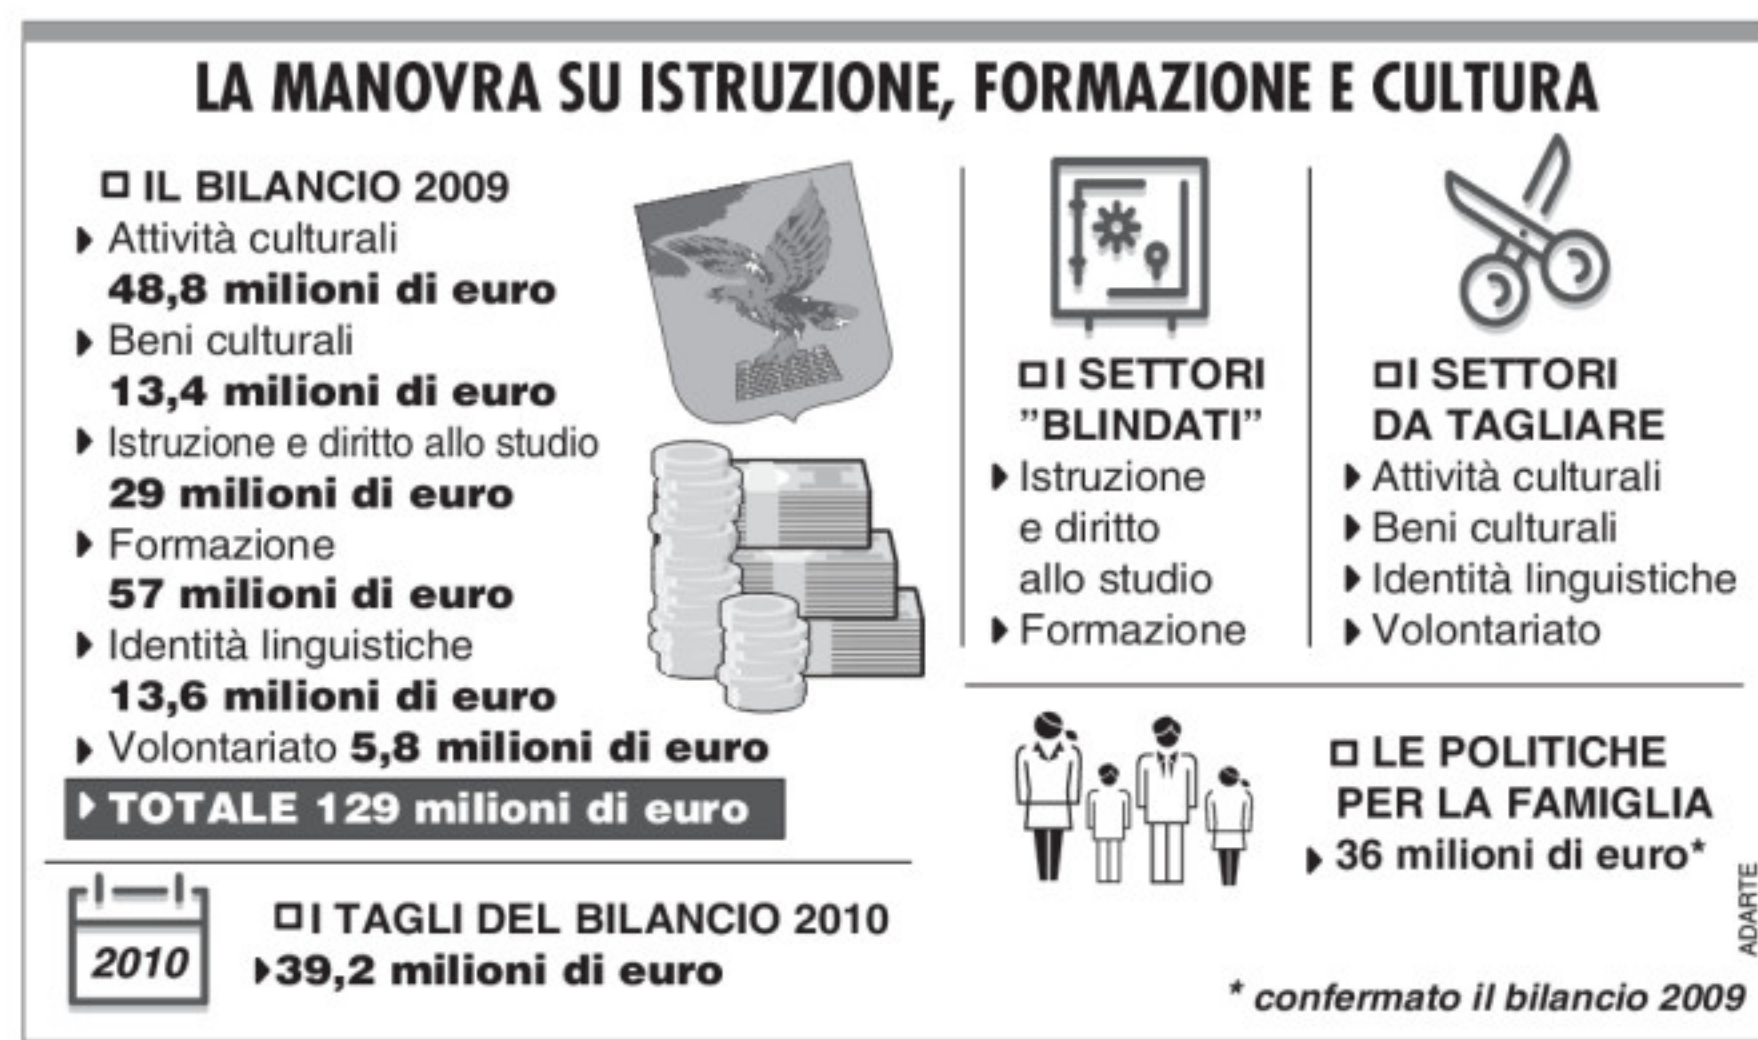 LA MANOVRA SU ISTRUZIONE, FORMAZIONE E CULTURA
IL BILANCIO 2009
Attività culturali
48,8 milioni di euro
Beni culturali
13,4 milioni di euro
Istruzione e diritto allo studio
29 milioni di euro
Formazione
57 milioni di euro
Identità linguistiche
13,6 milioni di euro
Volontariato 5,8 milioni di euro
TOTALE 129 milioni di euro
2010
I TAGLI DEL BILANCIO 2010
39,2 milioni di euro
I SETTORI
”BLINDATI”
Istruzione
e diritto
allo studio
Formazione
I SETTORI
DA TAGLIARE
Attività culturali
Beni culturali
Identità linguistiche
Volontariato
LE POLITICHE
PER LA FAMIGLIA
36 milioni di euro*
* confermato il bilancio 2009
ADARTE